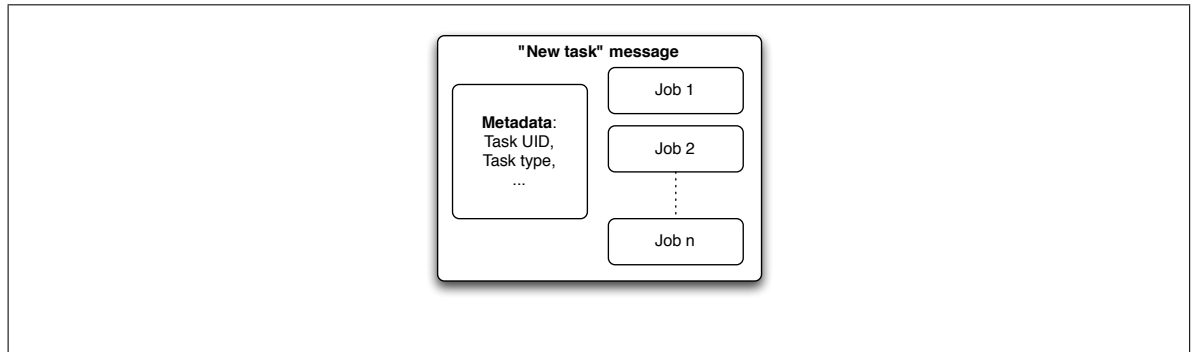 "New task" message
Metadata:
Task UID,
Task type,
...
Job 1
Job 2
Job n